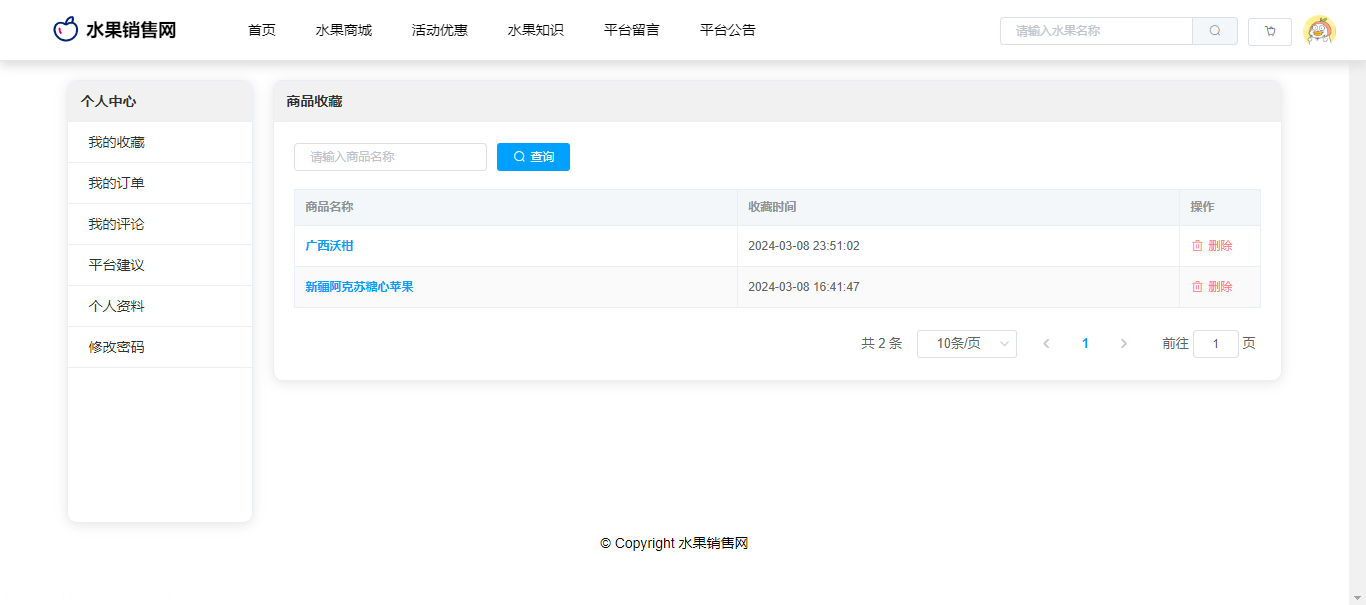 水果销售网 首页 水果商城 活动优惠 水果知识 平台留言 平台公告 请输入水果名称
个人中心
我的收藏
我的订单
我的评论
平台建议
个人资料
修改密码
商品收藏
请输入商品名称 查询
商品名称 收藏时间 操作
广西沃柑 2024-03-08 23:51:02 删除
新疆阿克苏糖心苹果 2024-03-08 16:41:47 删除
共 2 条 10条/页 1 前往 1 页
© Copyright 水果销售网